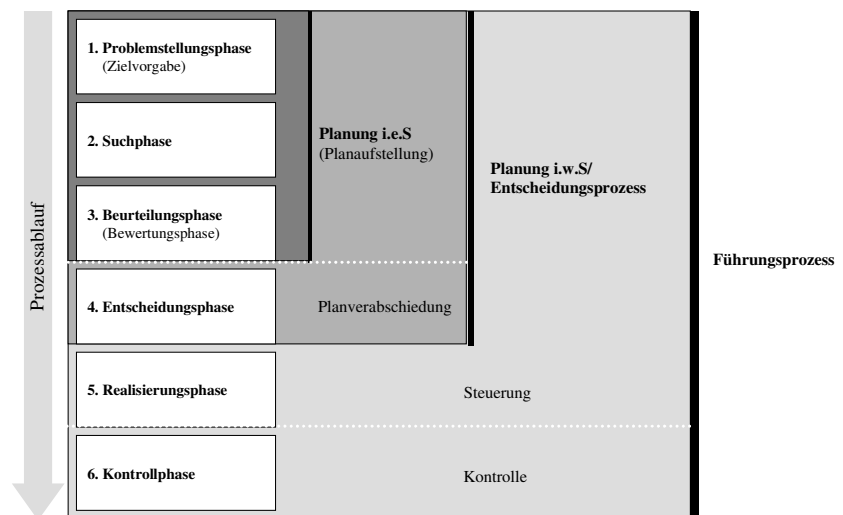 1. Problemstellungsphase
(Zielvorgabe)
2. Suchphase
Planung i.e.S
(Planaufstellung)
Planung i.w.S/
Entscheidungsprozess
3. Beurteilungsphase
(Bewertungsphase)
Prozessablauf
Führungsprozess
4. Entscheidungsphase
Planverabschiedung
5. Realisierungsphase
Steuerung
6. Kontrollphase
Kontrolle